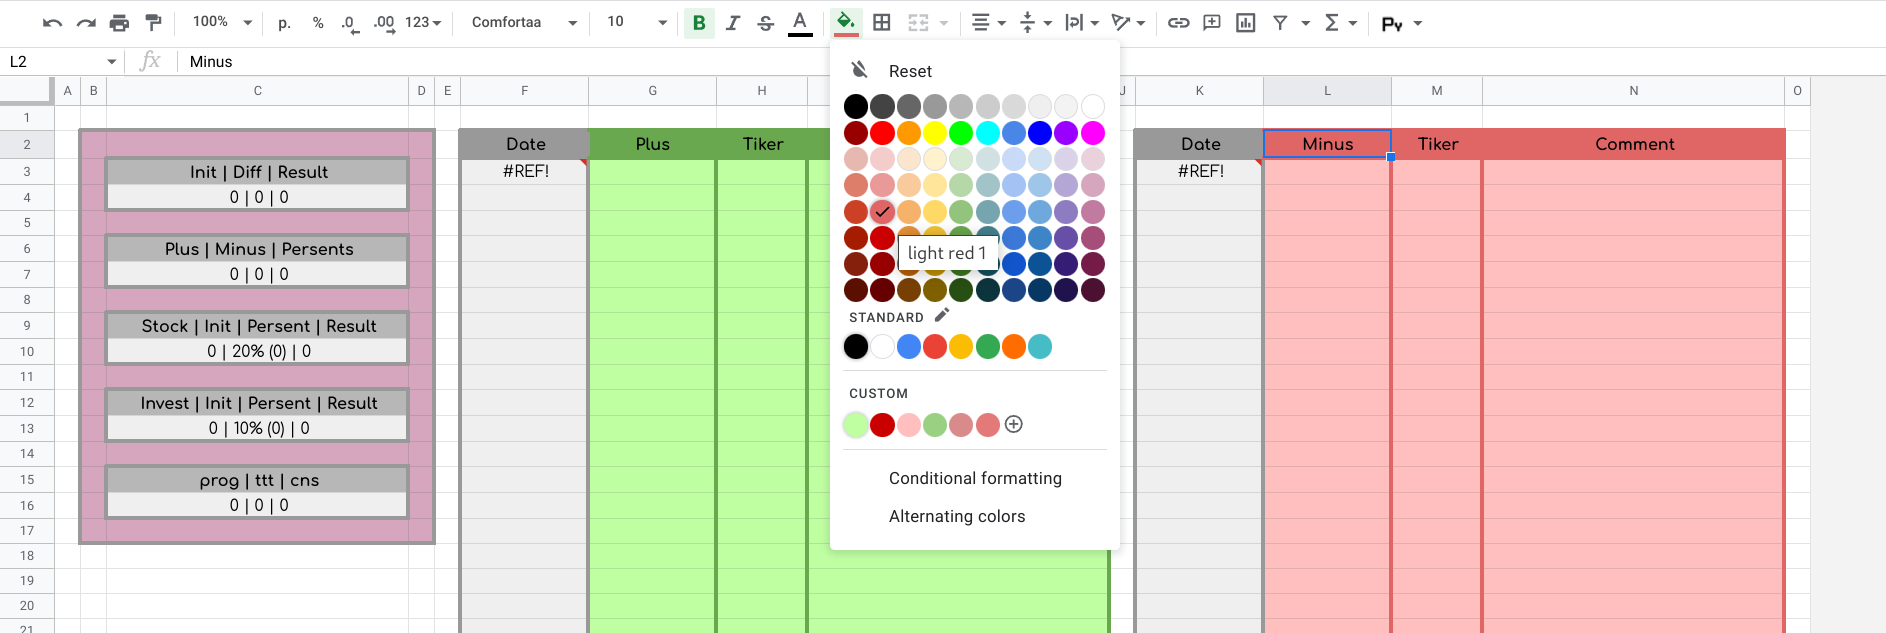 100% р. % .0 .00 123 Comfortaa 10 B I S A Σ Py
L2 fx Minus
A B C D E F G H J K L M N O
1
2 Date Plus Tiker Date Minus Tiker Comment
3 Init | Diff | Result #REF! #REF!
4 0 | 0 | 0
5
6 Plus | Minus | Persents
7 0 | 0 | 0
8
9 Stock | Init | Persent | Result
10 0 | 20% (0) | 0
11
12 Invest | Init | Persent | Result
13 0 | 10% (0) | 0
14
15 prog | ttt | cns
16 0 | 0 | 0
17
18
19
20
21
Reset
light red 1
STANDARD
CUSTOM
Conditional formatting
Alternating colors